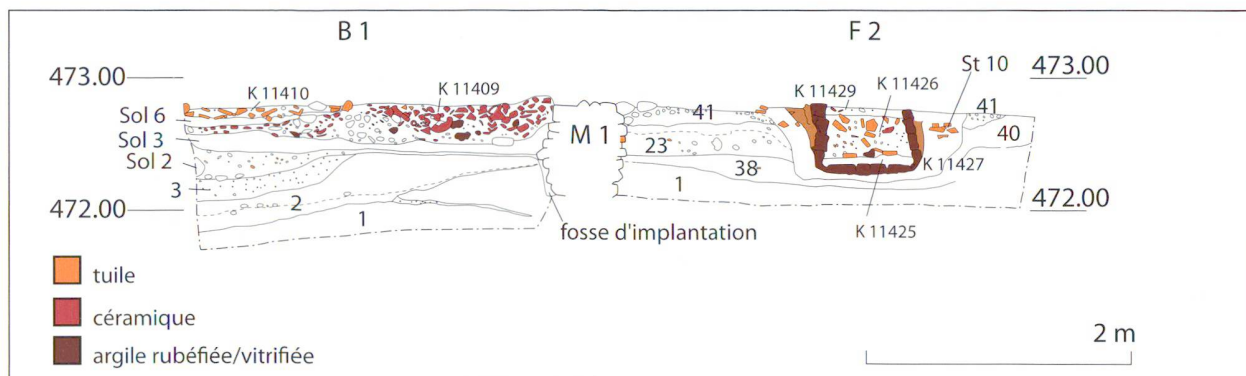 B 1
F 2
473.00
K 11410
K 11409
K 11429
K 11426
St 10
473.00
Sol 6
41
41
Sol 3
M 1
23
40
Sol 2
38
K 11427
3
2
1
1
472.00
472.00
fosse d'implantation
K 11425
tuile
céramique
argile rubéfiée/vitrifiée
2 m